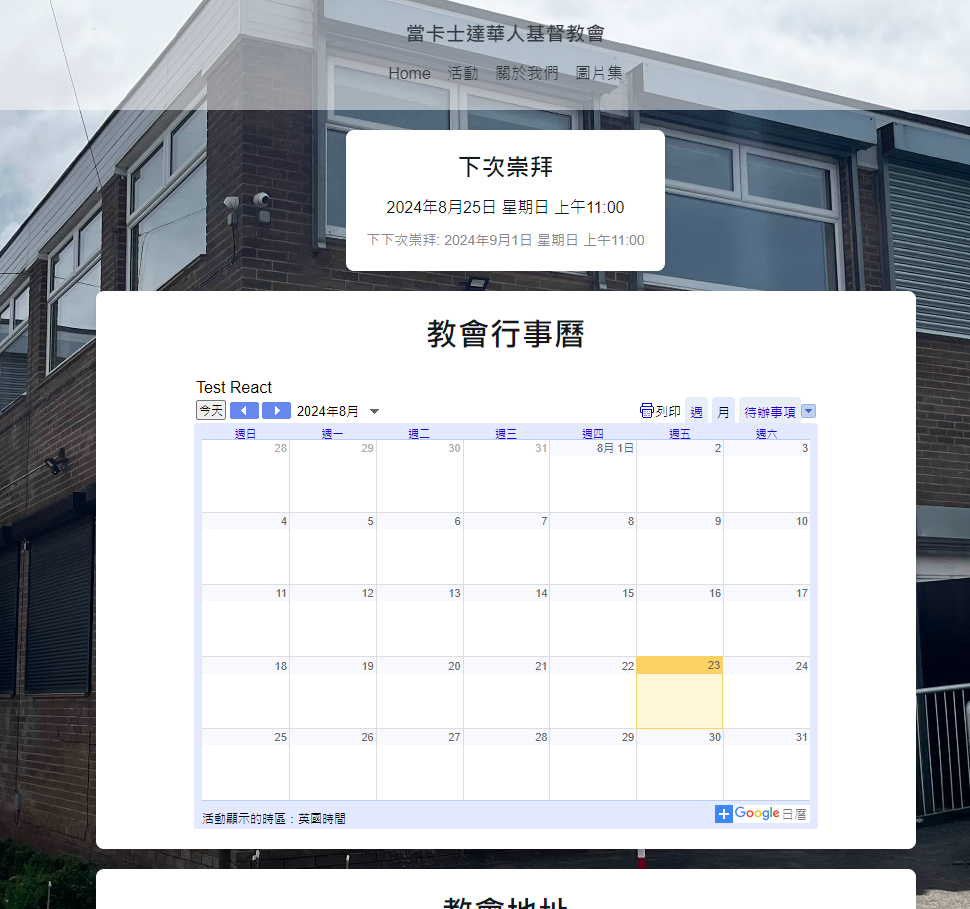 當卡士達華人基督教會
Home 活動 關於我們 圖片集
下次崇拜
2024年8月25日 星期日 上午11:00
下下次崇拜: 2024年9月1日 星期日 上午11:00
教會行事曆
Test React
今天 2024年8月 列印 週 月 待辦事項
週日 週一 週二 週三 週四 週五 週六
28 29 30 31 8月 1日 2 3
4 5 6 7 8 9 10
11 12 13 14 15 16 17
18 19 20 21 22 23 24
25 26 27 28 29 30 31
活動顯示的時區：英國時間 Google 日曆
教會地址